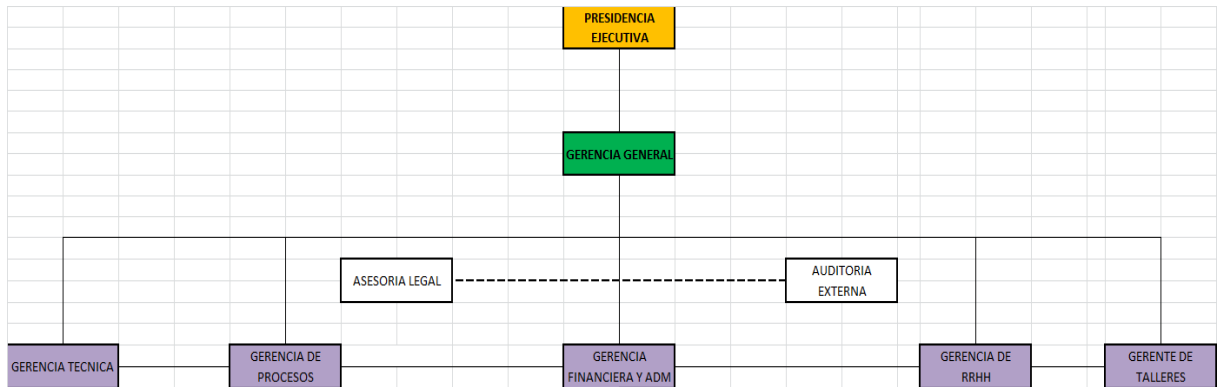 PRESIDENCIA
EJECUTIVA
GERENCIA GENERAL
ASESORIA LEGAL
AUDITORIA
EXTERNA
GERENCIA TECNICA
GERENCIA DE
PROCESOS
GERENCIA
FINANCIERA Y ADM
GERENCIA DE
RRHH
GERENTE DE
TALLERES